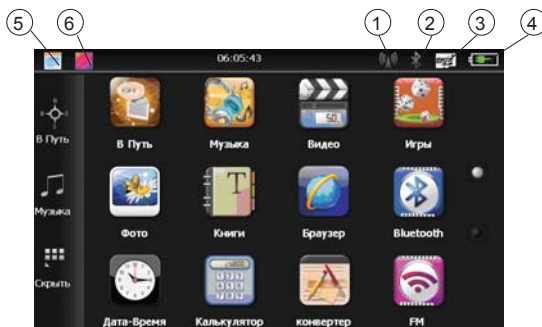 5 6 1 2 3 4
06:05:43
В Путь
Музыка
Скрыть
В Путь Музыка Видео Игры
Фото Книги Браузер Bluetooth
Дата-Время Калькулятор конвертер FM